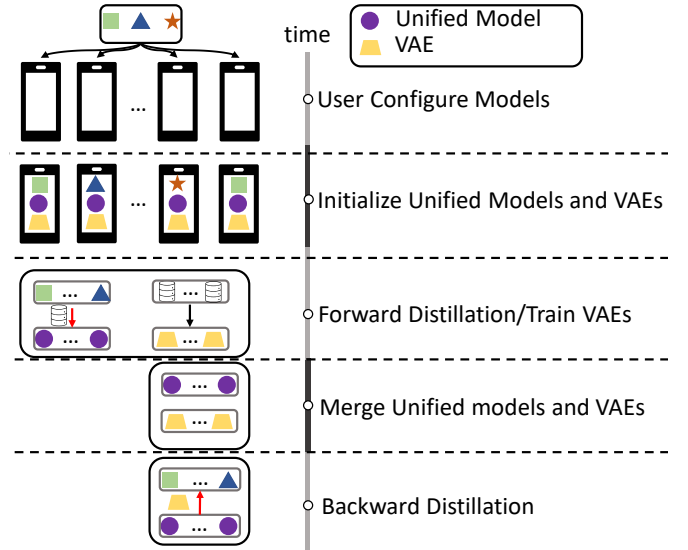 time
Unified Model
VAE
...
User Configure Models
...
Initialize Unified Models and VAEs
... ...
... ...
Forward Distillation/Train VAEs
...
...
Merge Unified models and VAEs
...
...
Backward Distillation